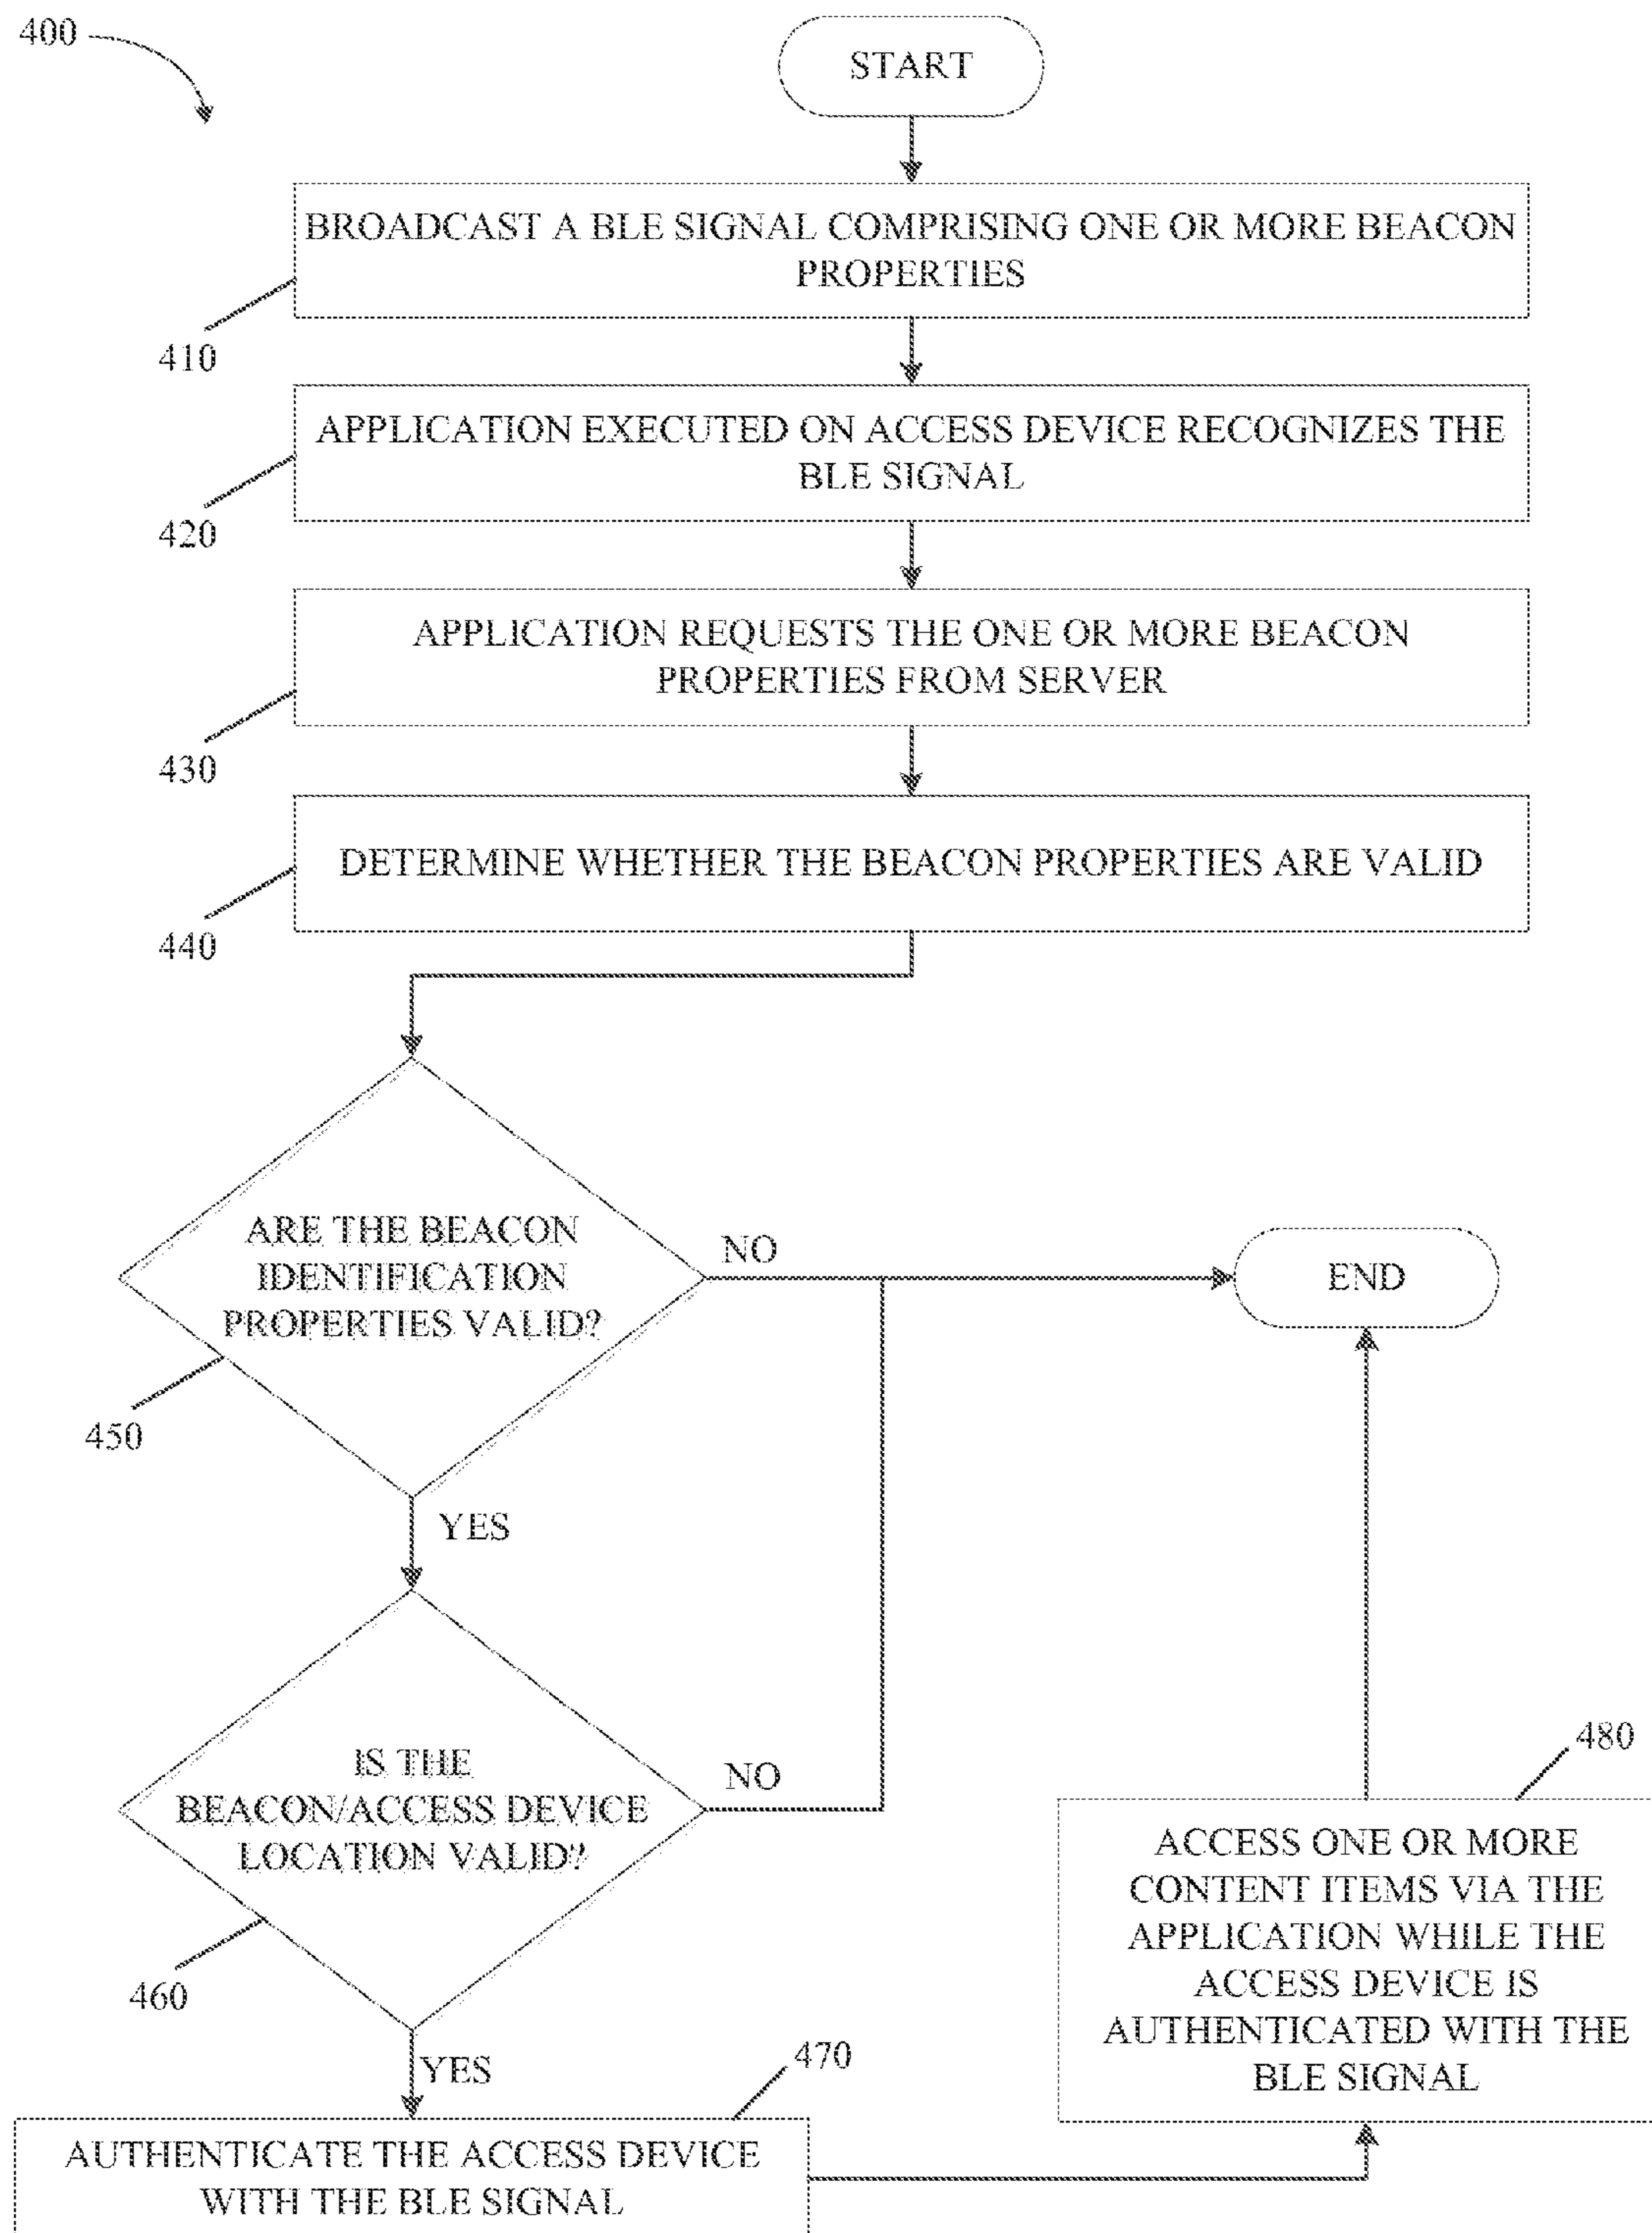 400
START
BROADCAST A BLE SIGNAL COMPRISING ONE OR MORE BEACON
PROPERTIES
410
APPLICATION EXECUTED ON ACCESS DEVICE RECOGNIZES THE
BLE SIGNAL
420
APPLICATION REQUESTS THE ONE OR MORE BEACON
PROPERTIES FROM SERVER
430
DETERMINE WHETHER THE BEACON PROPERTIES ARE VALID
440
ARE THE BEACON
IDENTIFICATION
PROPERTIES VALID?
NO
END
450
YES
IS THE
BEACON/ACCESS DEVICE
LOCATION VALID?
NO
460
YES
470
AUTHENTICATE THE ACCESS DEVICE
WITH THE BLE SIGNAL
480
ACCESS ONE OR MORE
CONTENT ITEMS VIA THE
APPLICATION WHILE THE
ACCESS DEVICE IS
AUTHENTICATED WITH THE
BLE SIGNAL